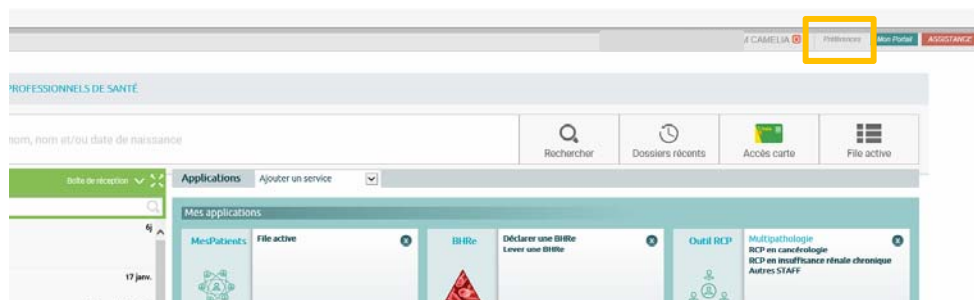 CAMELIA
Préférences
Mon Portail
ASSISTANCE
PROFESSIONNELS DE SANTÉ
nom, nom et/ou date de naissance
Rechercher
Dossiers récents
Accès carte
File active
Boîte de réception
Applications
Ajouter un service
Mes applications
6j
17 janv.
MesPatients
File active
BHRe
Déclarer une BHRe
Lever une BHRe
Outil RCP
Multipathologie
RCP en cancérologie
RCP en insuffisance rénale chronique
Autres STAFF